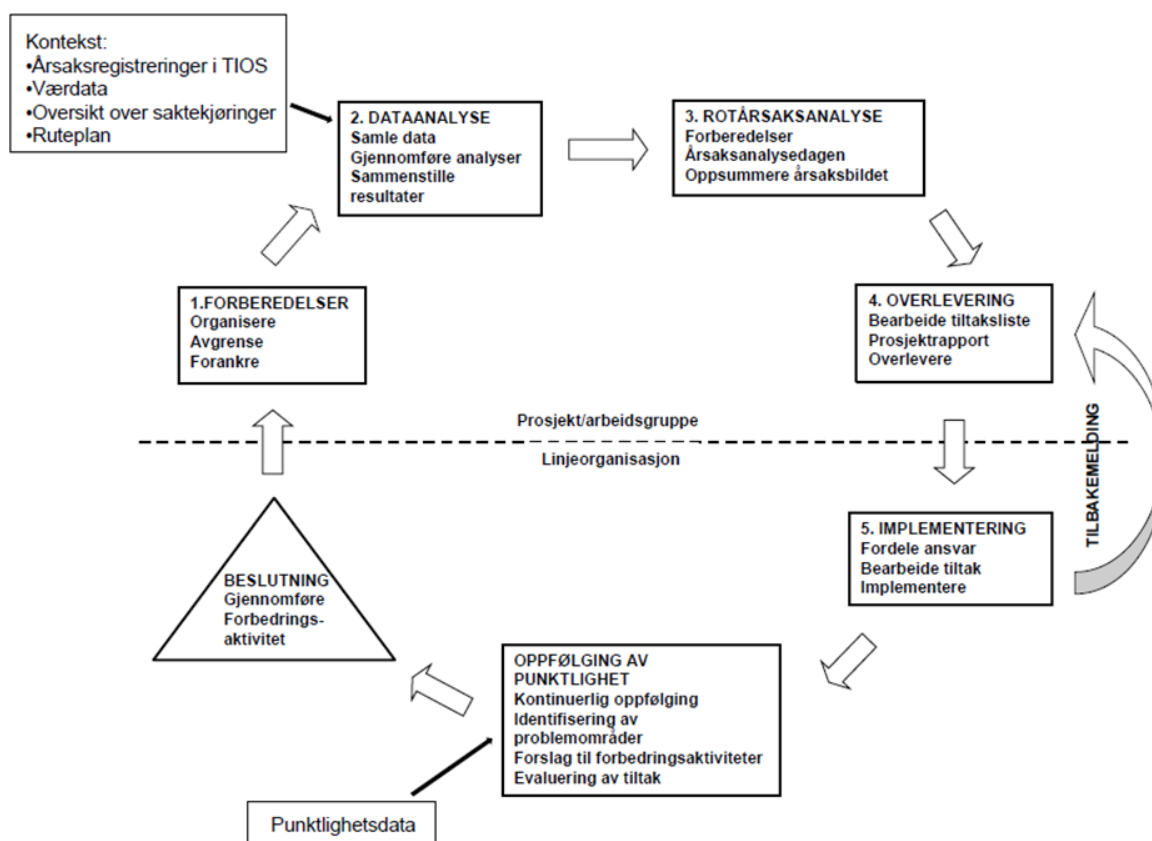 Kontekst:
•Årsaksregistreringer i TIOS
•Værdata
•Oversikt over saktekjøringer
•Ruteplan
2. DATAANALYSE
Samle data
Gjennomføre analyser
Sammenstille
resultater
3. ROTÅRSAKSANALYSE
Forberedelser
Årsaksanalysedagen
Oppsummere årsaksbildet
1.FORBEREDELSER
Organisere
Avgrense
Forankre
4. OVERLEVERING
Bearbeide tiltaksliste
Prosjektrapport
Overlevere
Prosjekt/arbeidsgruppe
Linjeorganisasjon
TILBAKEMELDING
5. IMPLEMENTERING
Fordele ansvar
Bearbeide tiltak
Implementere
BESLUTNING
Gjennomføre
Forbedrings-
aktivitet
OPPFØLGING AV
PUNKTLIGHET
Kontinuerlig oppfølging
Identifisering av
problemområder
Forslag til forbedringsaktiviteter
Evaluering av tiltak
Punktlighetsdata